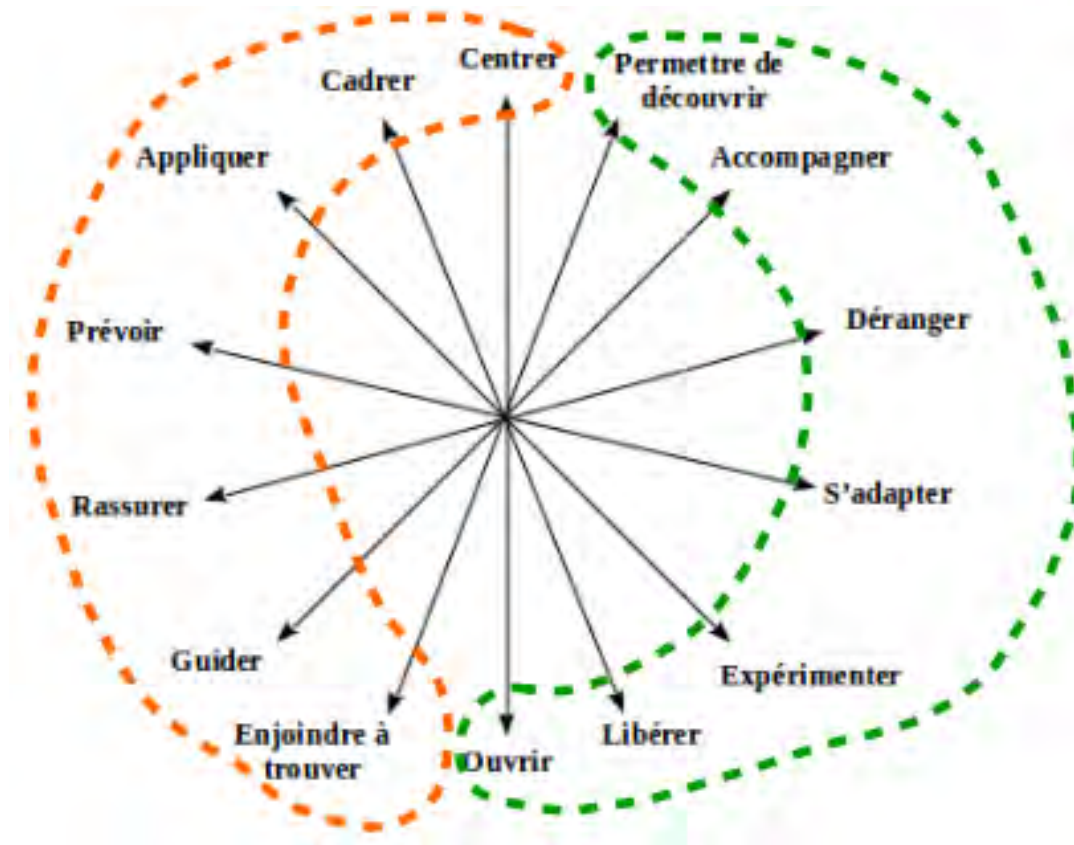 Centrer
Permettre de
découvrir
Cadrer
Appliquer
Accompagner
Prévoir
Déranger
Rassurer
S’adapter
Guider
Expérimenter
Enjoindre à
trouver
Ouvrir
Libérer